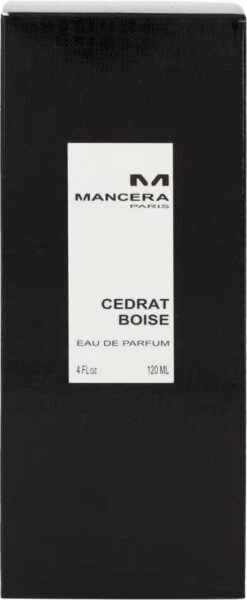 M
MANCERA
PARIS
CEDRAT
BOISE
EAU DE PARFUM
4 FL OZ 120 ML